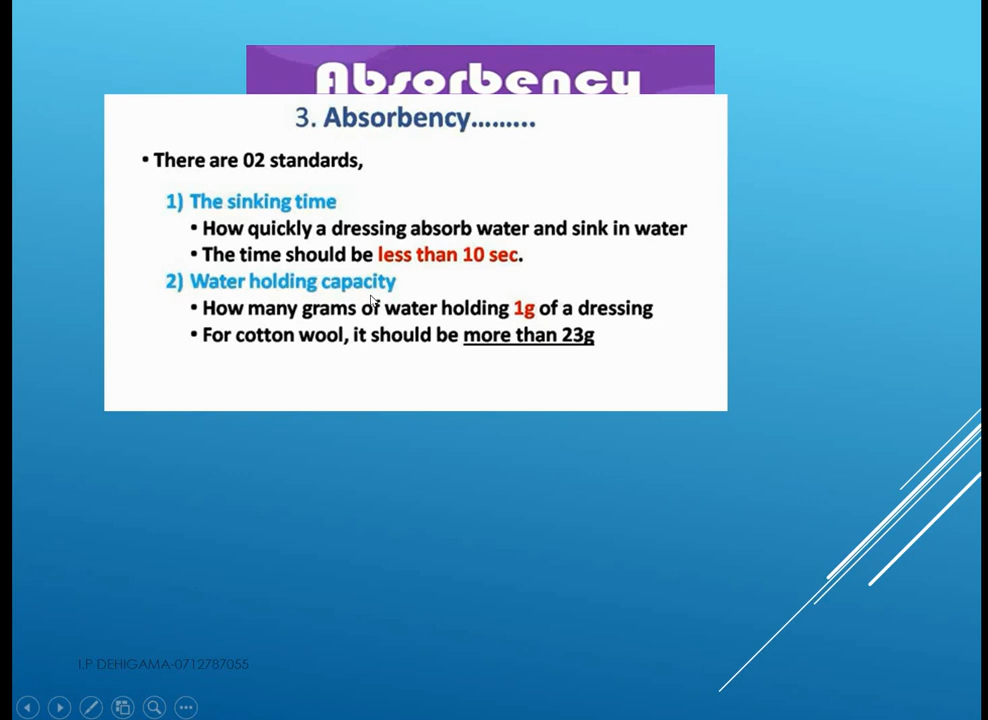 Absorbency
3. Absorbency.........
• There are 02 standards,
1) The sinking time
• How quickly a dressing absorb water and sink in water
• The time should be less than 10 sec.
2) Water holding capacity
• How many grams of water holding 1g of a dressing
• For cotton wool, it should be more than 23g
I.P DEHIGAMA-0712787055